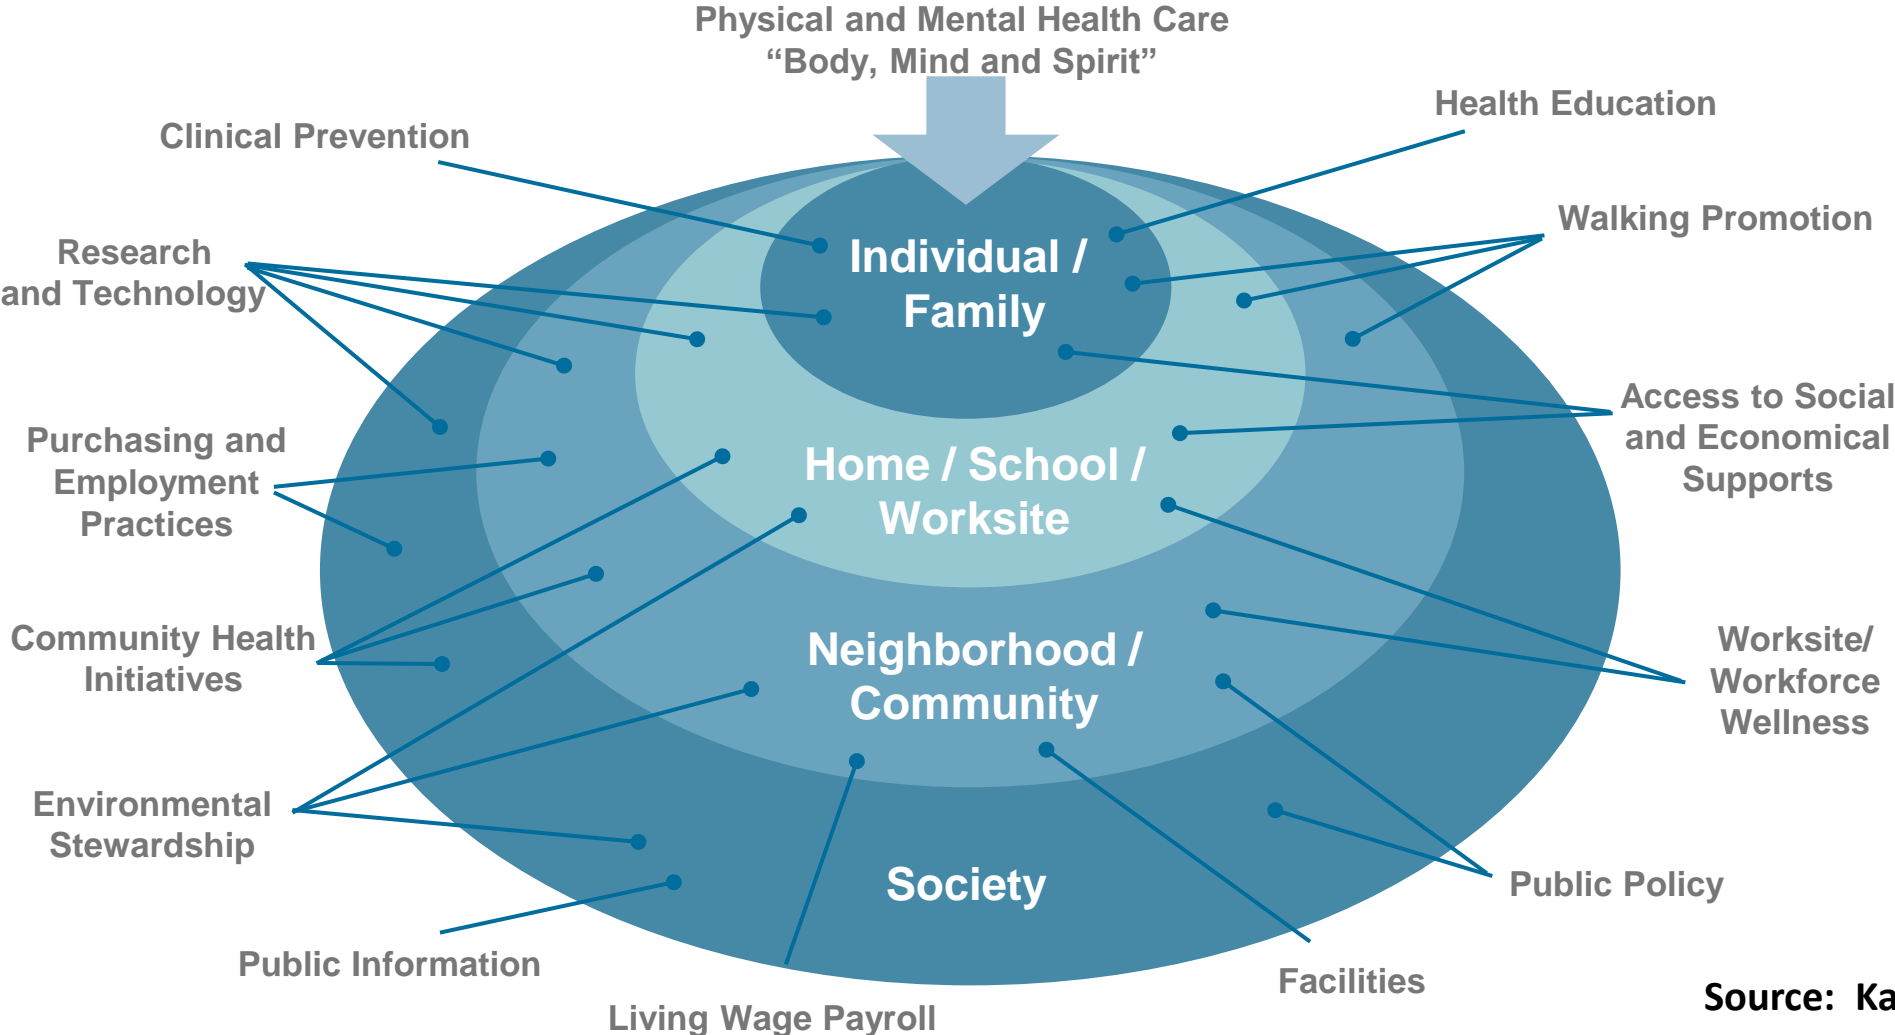 Physical and Mental Health Care
“Body, Mind and Spirit”
Health Education
Clinical Prevention
Walking Promotion
Research
and Technology
Individual /
Family
Access to Social
and Economical
Supports
Purchasing and
Employment
Practices
Home / School /
Worksite
Community Health
Initiatives
Neighborhood /
Community
Worksite/
Workforce
Wellness
Environmental
Stewardship
Society
Public Policy
Public Information
Facilities
Living Wage Payroll
Source: Ka